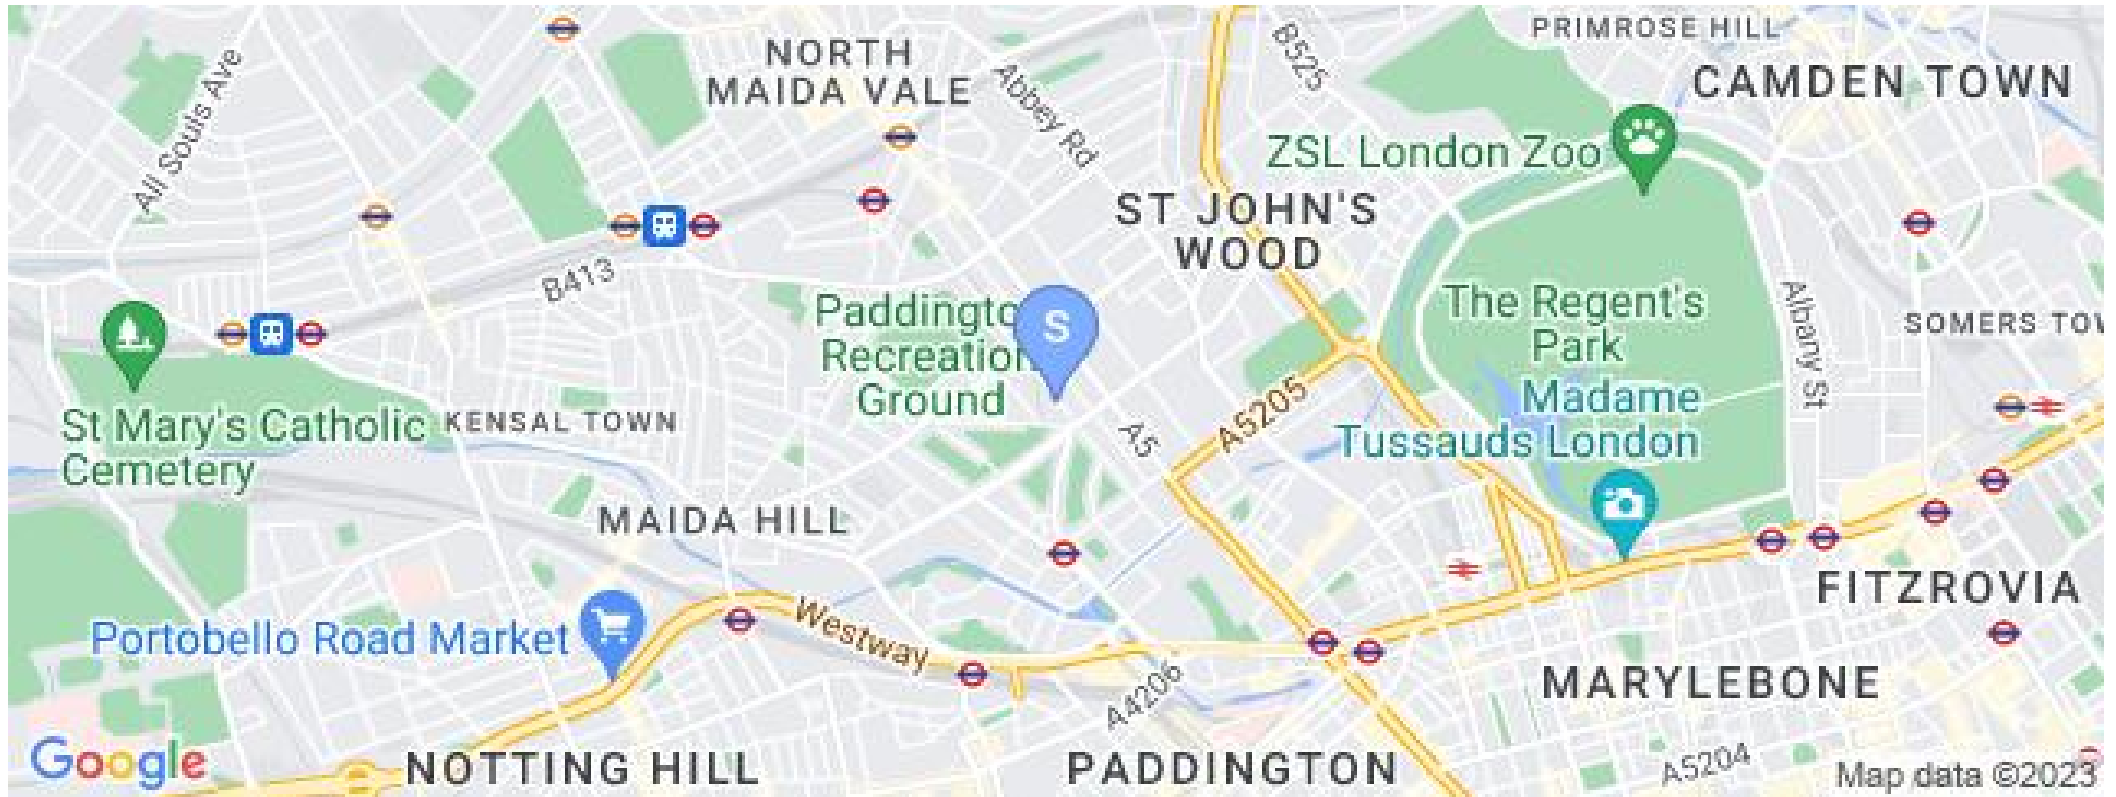 PRIMROSE HILL
NORTH
MAIDA VALE
B525
CAMDEN TOWN
All Souls Ave
Abbey Rd
ZSL London Zoo
ST JOHN'S
WOOD
B413
Paddingto
Recreation
Ground
S
The Regent's
Park
Albany St
SOMERS TOW
St Mary's Catholic
Cemetery
KENSAL TOWN
A5
A5205
Madame
Tussauds London
MAIDA HILL
Portobello Road Market
Westway
FITZROVIA
A4206
MARYLEBONE
Google
NOTTING HILL
PADDINGTON
A5204
Map data ©2023